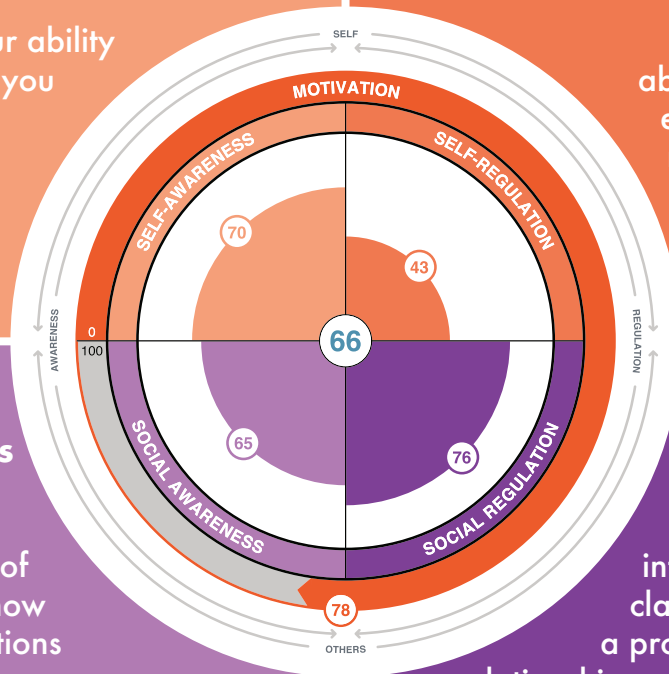 ur ability
you
SELF
MOTIVATION
SELF-AWARENESS
SELF-REGULATION
70
43
AWARENESS
REGULATION
0
100
66
65
76
SOCIAL AWARENESS
SOCIAL REGULATION
78
OTHERS
ab
e
s
of
now
tions
in
cla
a pro